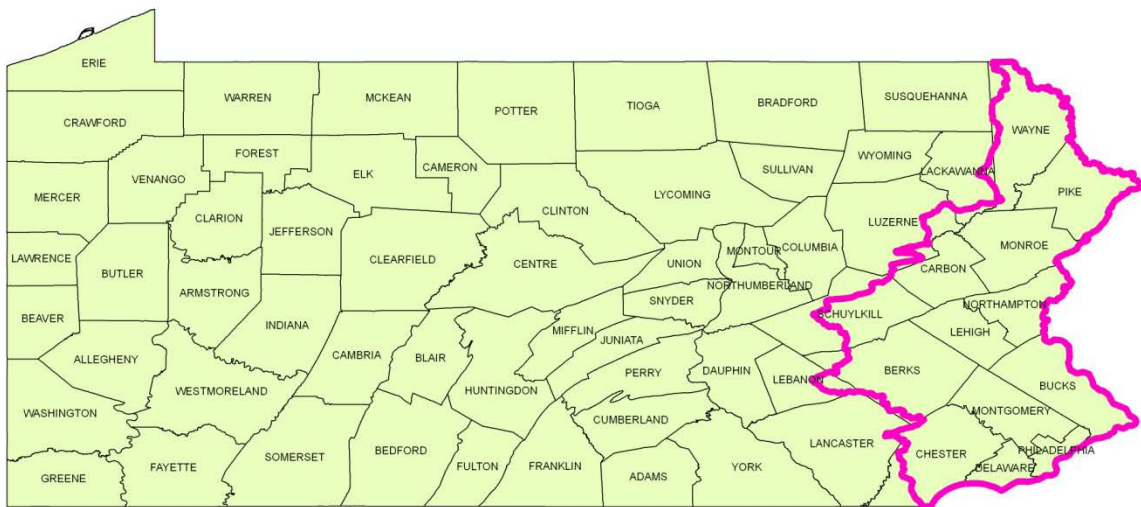 ERIE
CRAWFORD
WARREN
MCKEAN
POTTER
TIOGA
BRADFORD
SUSQUEHANNA
WAYNE
MERCER
VENANGO
FOREST
ELK
CAMERON
CLINTON
LYCOMING
SULLIVAN
WYOMING
LACKAWANNA
PIKE
LAWRENCE
BUTLER
CLARION
JEFFERSON
CLEARFIELD
CENTRE
UNION
MONTOUR
COLUMBIA
LUZERNE
CARBON
MONROE
BEAVER
ARMSTRONG
INDIANA
SNYDER
NORTHUMBERLAND
SCHUYLKILL
NORTHAMPTON
LEHIGH
ALLEGHENY
WESTMORELAND
CAMBRIA
BLAIR
HUNTINGDON
MIFFLIN
JUNIATA
PERRY
DAUPHIN
LEBANON
BERKS
BUCKS
WASHINGTON
CUMBERLAND
LANCASTER
MONTGOMERY
GREENE
FAYETTE
SOMERSET
BEDFORD
FULTON
FRANKLIN
ADAMS
YORK
CHESTER
DELAWARE
PHILADELPHIA